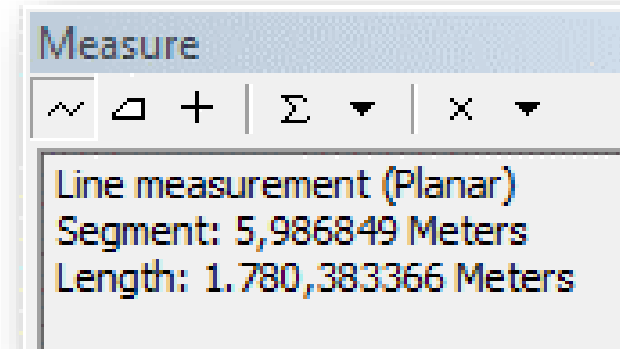 Measure
Line measurement (Planar)
Segment: 5,986849 Meters
Length: 1.780,383366 Meters